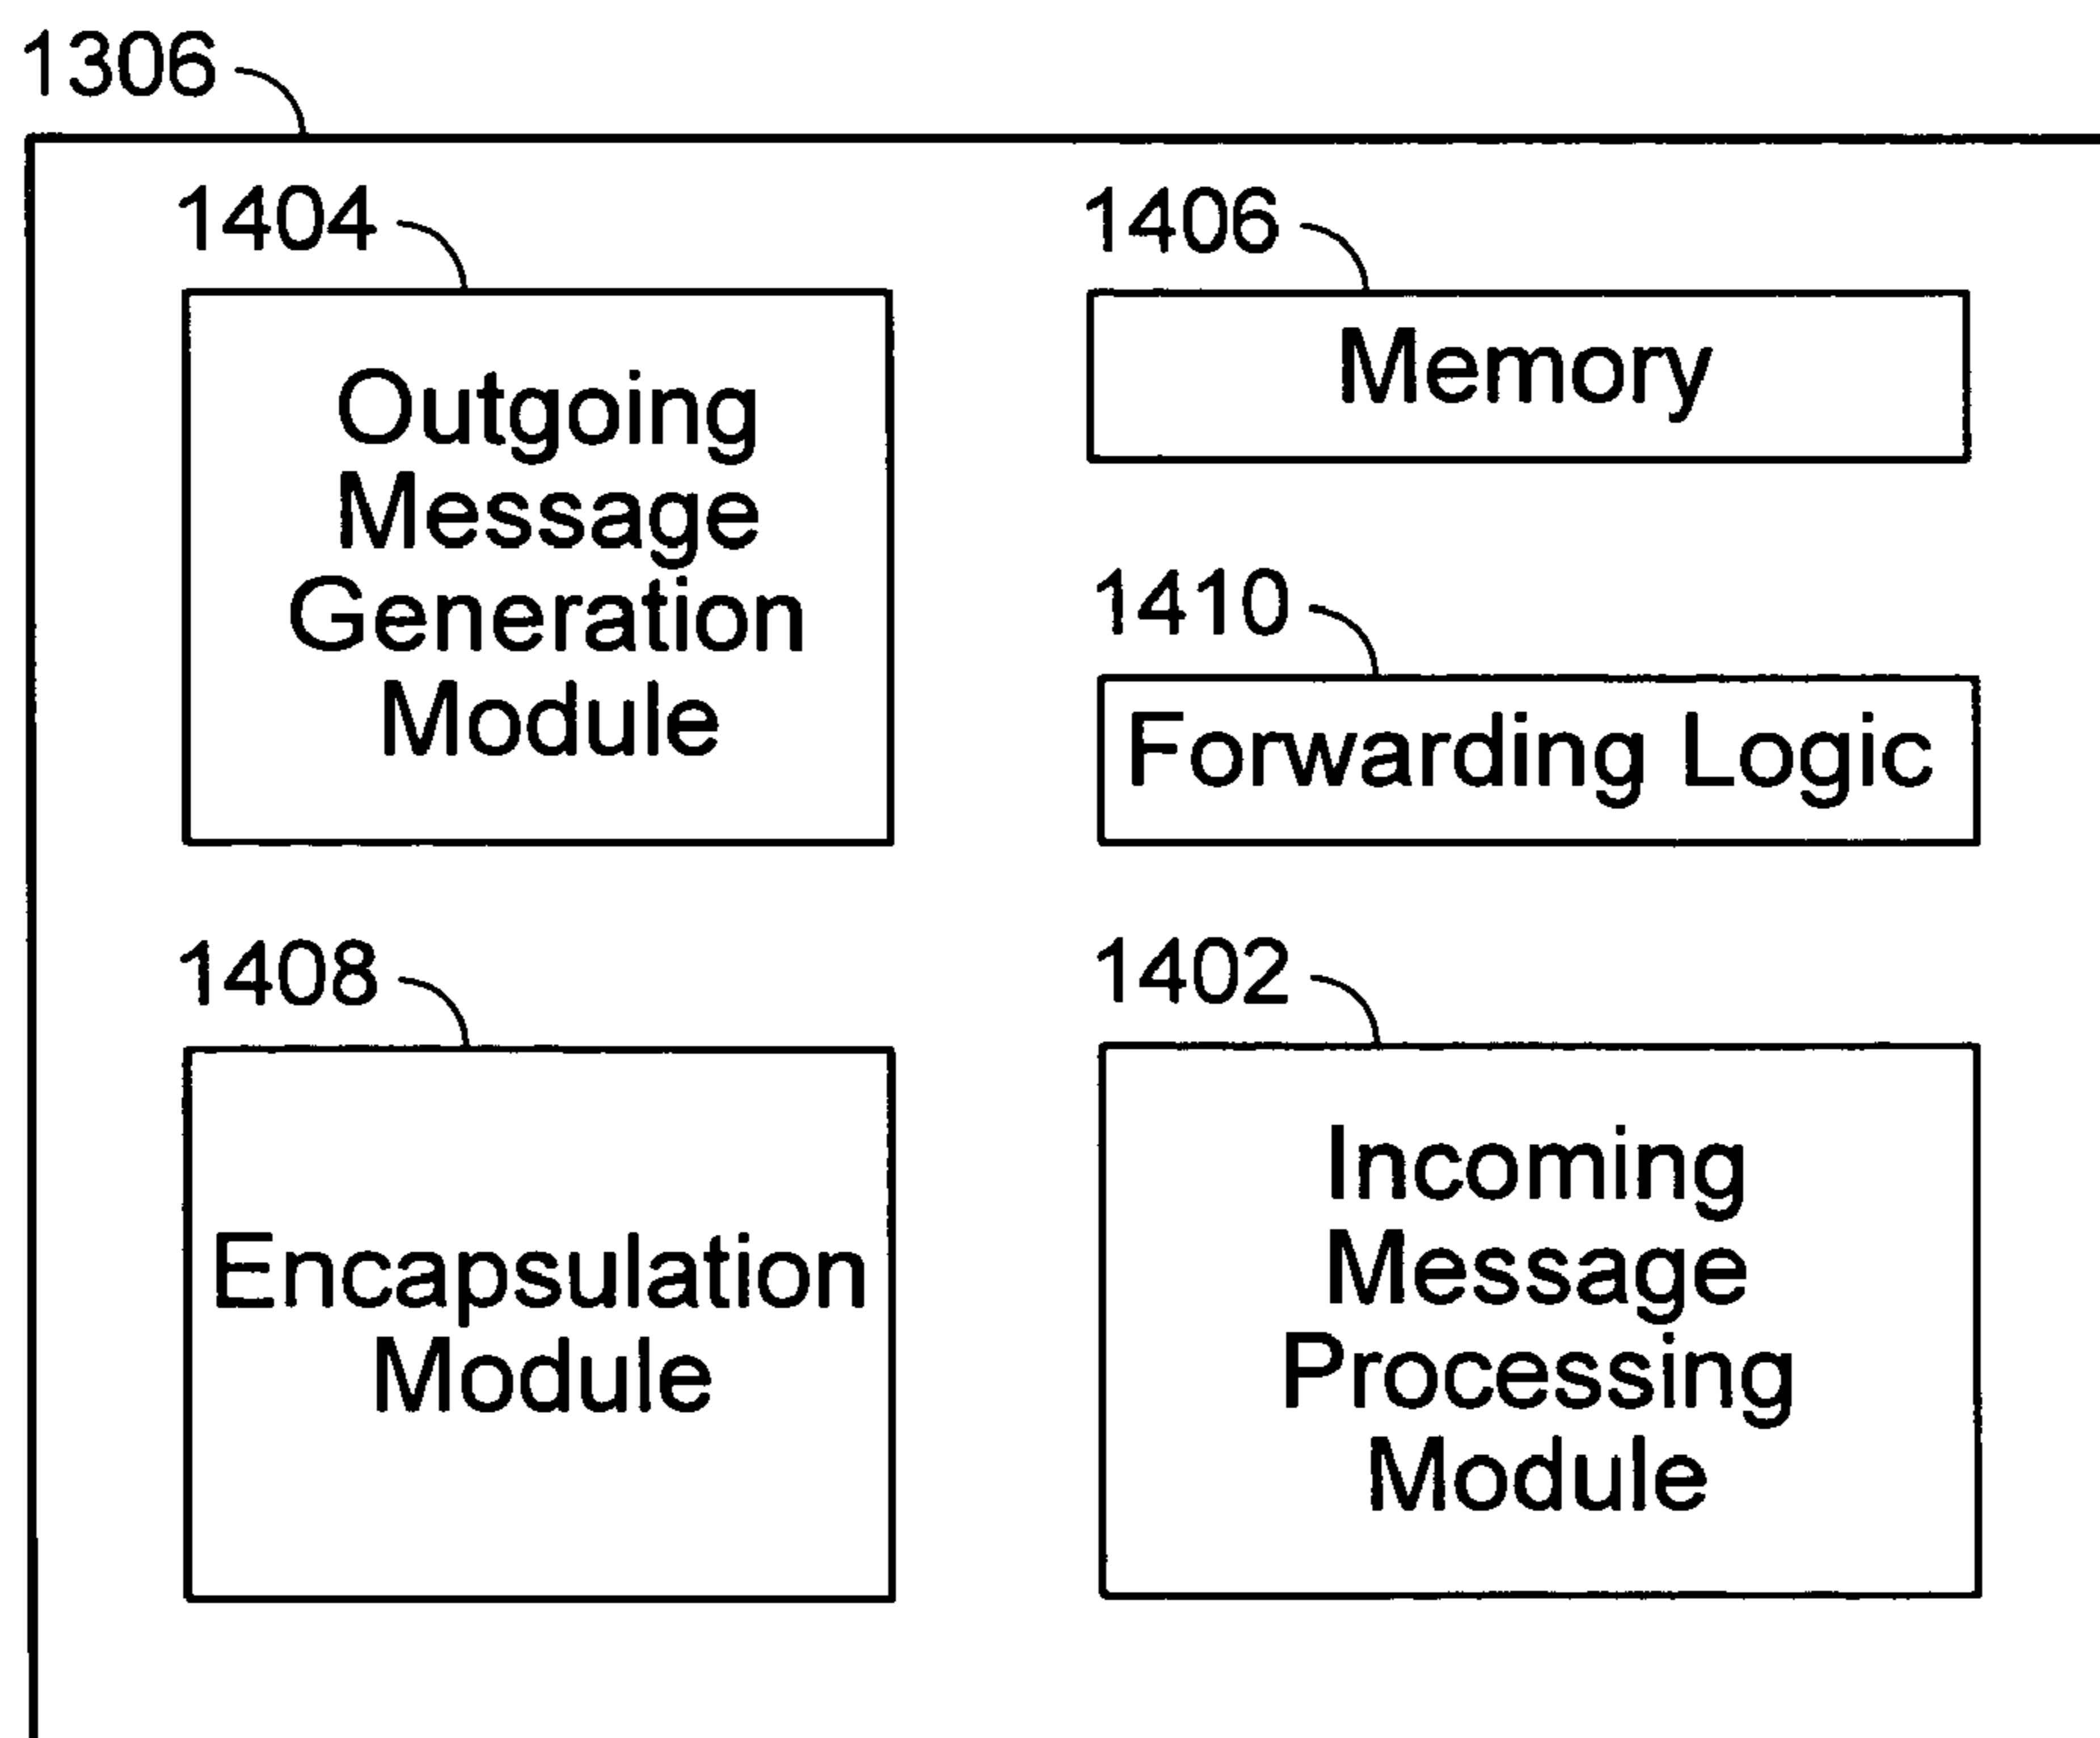 1306
1404
Outgoing
Message
Generation
Module
1406
Memory
1410
Forwarding Logic
1408
Encapsulation
Module
1402
Incoming
Message
Processing
Module